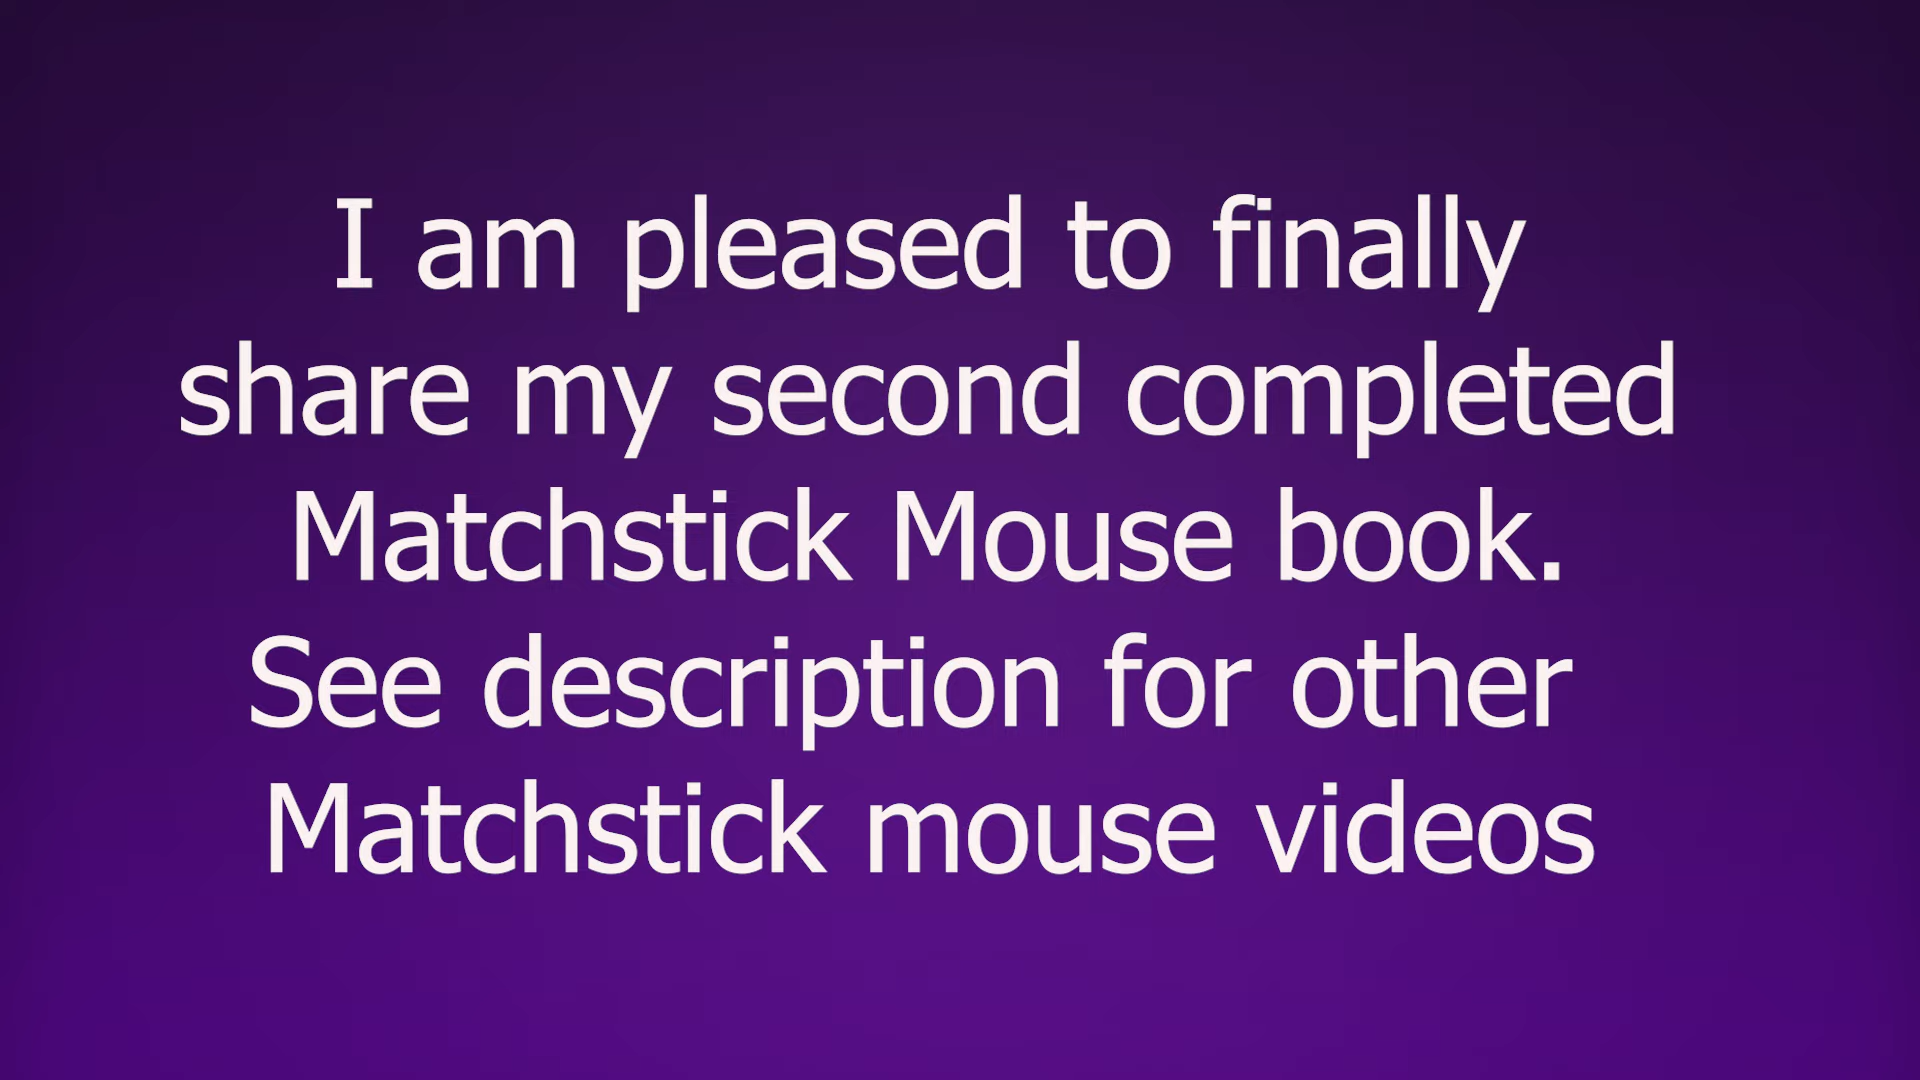 I am pleased to finally
share my second completed
Matchstick Mouse book.
See description for other
Matchstick mouse videos